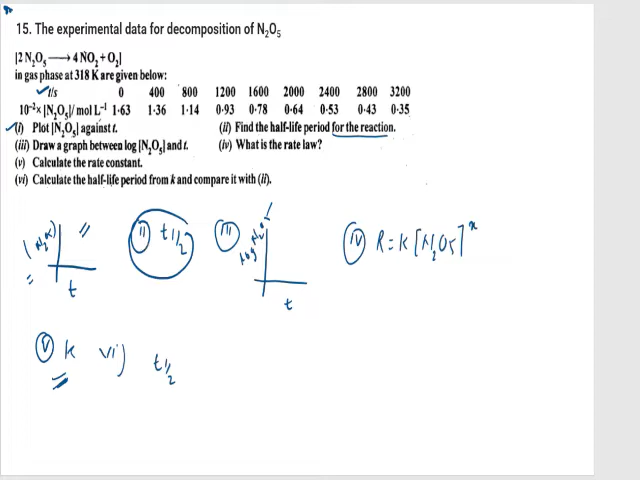 15. The experimental data for decomposition of N₂O₅
[2 N₂O₅ ⟶ 4 NO₂ + O₂]
in gas phase at 318 K are given below:
t/s 0 400 800 1200 1600 2000 2400 2800 3200
10⁻² × [N₂O₅]/ mol L⁻¹ 1·63 1·36 1·14 0·93 0·78 0·64 0·53 0·43 0·35
(i) Plot [N₂O₅] against t. (ii) Find the half-life period for the reaction.
(iii) Draw a graph between log [N₂O₅] and t. (iv) What is the rate law?
(v) Calculate the rate constant.
(vi) Calculate the half-life period from k and compare it with (ii).
t
II t1/2
III log N₂O₅
t
IV R = K [N₂O5]ˣ
V k vi) t1/2